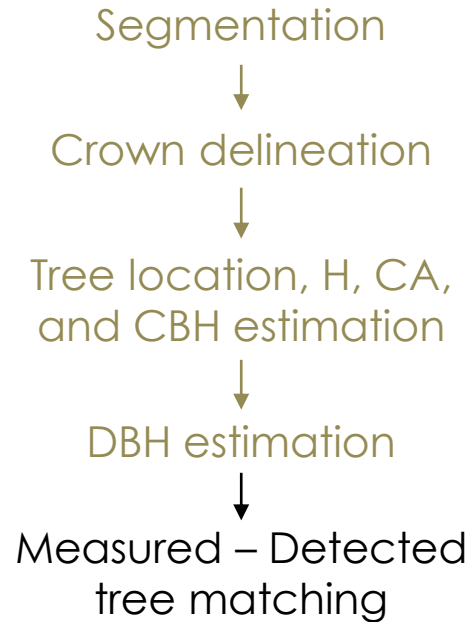 Segmentation
Crown delineation
Tree location, H, CA,
and CBH estimation
DBH estimation
Measured – Detected
tree matching